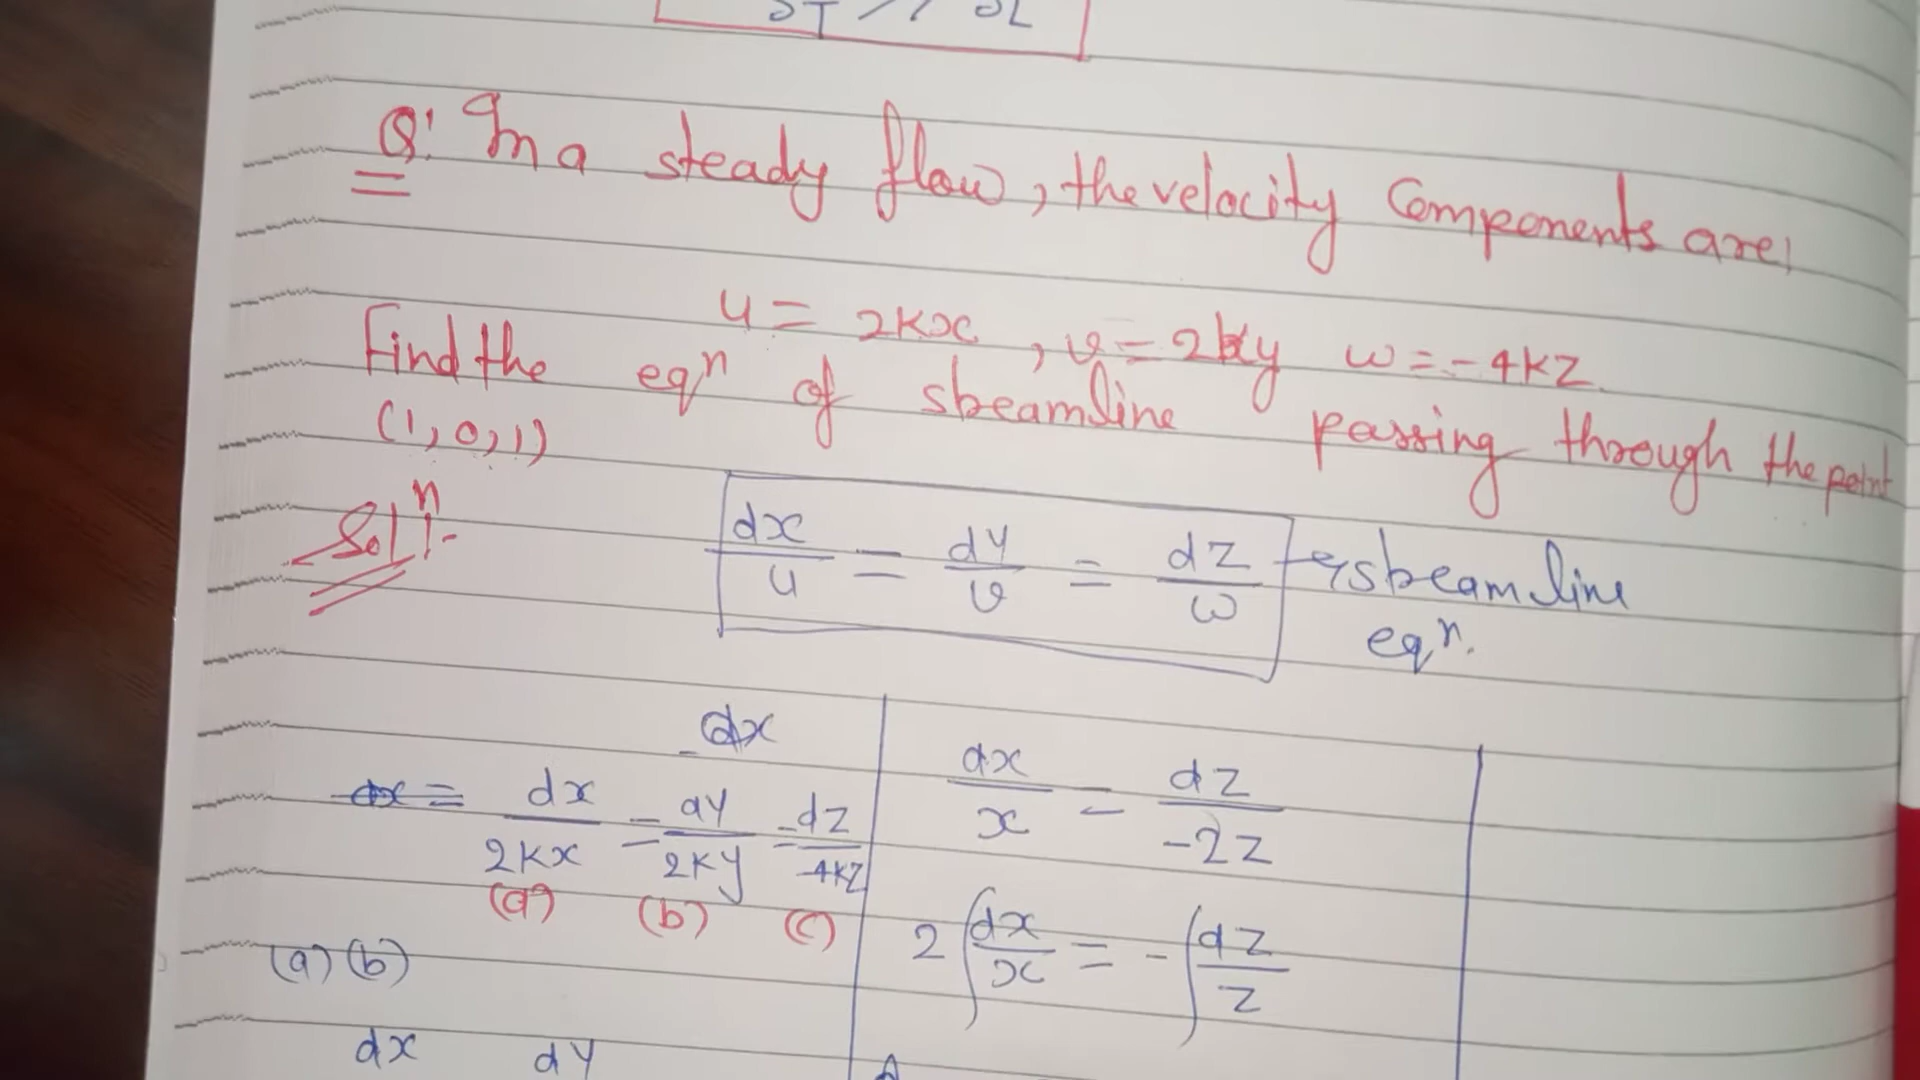 Q! In a steady flow, the velocity Components are,
u = 2kx , v = 2ky w = -4kz
Find the eqn of streamline passing through the point
(1,0,1)
Soln:-
dx/u = dy/v = dz/w → streamline
eqn.
dx
dx = dx/2kx = dy/2ky = dz/-4kz
(a) (b) (c)
(a) (b)
dx dy
dx/x = dz/-2z
2∫dx/x = -∫dz/z